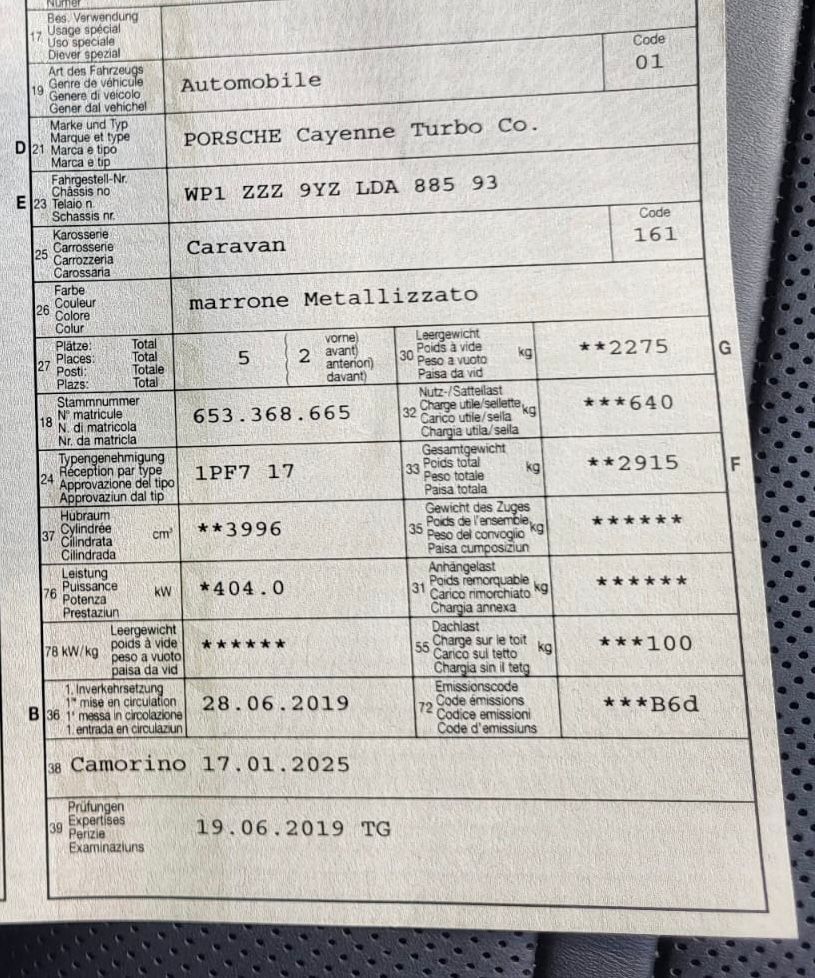 Numer
17 Bes. Verwendung
Usage spécial
Uso speciale
Diever spezial
19 Art des Fahrzeugs
Genre de véhicule
Genere di veicolo
Gener dal vehichel
Automobile
Code
01
D 21 Marke und Typ
Marque et type
Marca e tipo
Marca e tip
PORSCHE Cayenne Turbo Co.
E 23 Fahrgestell-Nr.
Châssis no
Telaio n.
Schassis nr.
WP1 ZZZ 9YZ LDA 885 93
25 Karosserie
Carrosserie
Carrozzeria
Carossaria
Caravan
Code
161
26 Farbe
Couleur
Colore
Colur
marrone Metallizzato
27 Plätze: Total
Places: Total
Posti: Totale
Plazs: Total
5
2
vorne)
avant)
anteriori)
davant)
30 Leergewicht
Poids à vide kg
Peso a vuoto
Paisa da vid
**2275
G
18 Stammnummer
N° matricule
N. di matricola
Nr. da matricla
653.368.665
32 Nutz-/Sattellast
Charge utile/sellette kg
Carico utile/sella
Chargia utila/sella
***640
24 Typengenehmigung
Réception par type
Approvazione del tipo
Approvaziun dal tip
1PF7 17
33 Gesamtgewicht
Poids total kg
Peso totale
Paisa totala
**2915
F
37 Hubraum
Cylindrée cm³
Cilindrata
Cilindrada
**3996
35 Gewicht des Zuges
Poids de l'ensemble kg
Peso del convoglio
Paisa cumposiziun
******
76 Leistung
Puissance kW
Potenza
Prestaziun
*404.0
31 Anhängelast
Poids remorquable kg
Carico rimorchiato
Chargia annexa
******
78 kW/kg Leergewicht
poids à vide
peso a vuoto
paisa da vid
******
55 Dachlast
Charge sur le toit kg
Carico sul tetto
Chargia sin il tetg
***100
B 36 1. Inverkehrsetzung
1re mise en circulation
1a messa in circolazione
1. entrada en circulaziun
28.06.2019
72 Emissionscode
Code émissions
Codice emissioni
Code d'emissiuns
***B6d
38 Camorino 17.01.2025
39 Prüfungen
Expertises
Perizie
Examinaziuns
19.06.2019 TG